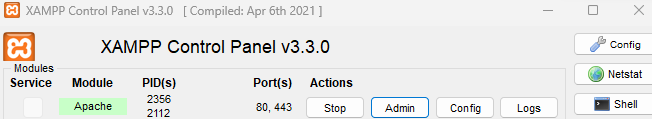 XAMPP Control Panel v3.3.0 [ Compiled: Apr 6th 2021 ]
XAMPP Control Panel v3.3.0
Config
Modules
Service Module PID(s) Port(s) Actions
Netstat
Apache 2356 2112 80, 443 Stop Admin Config Logs
Shell